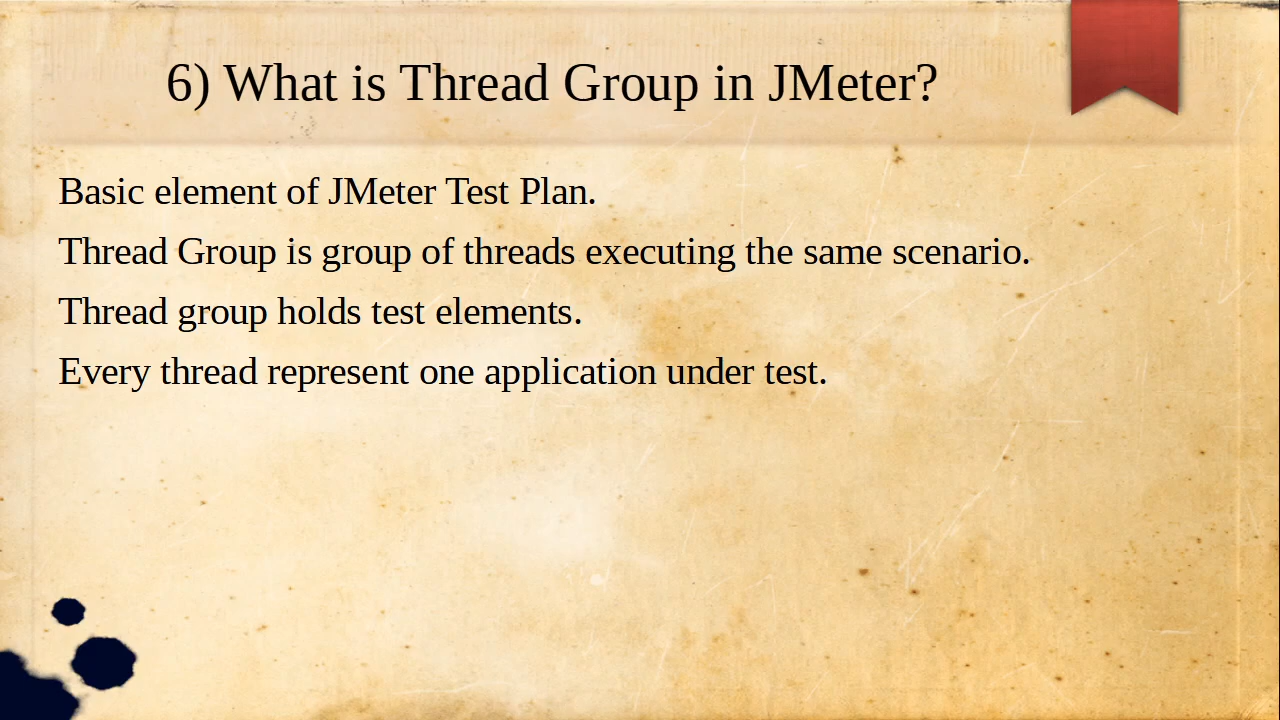 6) What is Thread Group in JMeter?
Basic element of JMeter Test Plan.
Thread Group is group of threads executing the same scenario.
Thread group holds test elements.
Every thread represent one application under test.